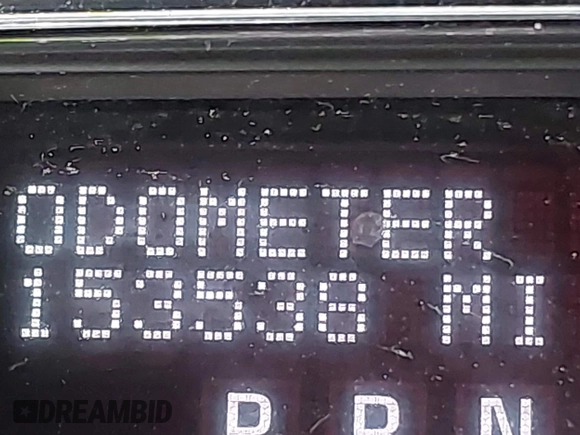 ODOMETER
153538 MI
P R N
DREAMBID